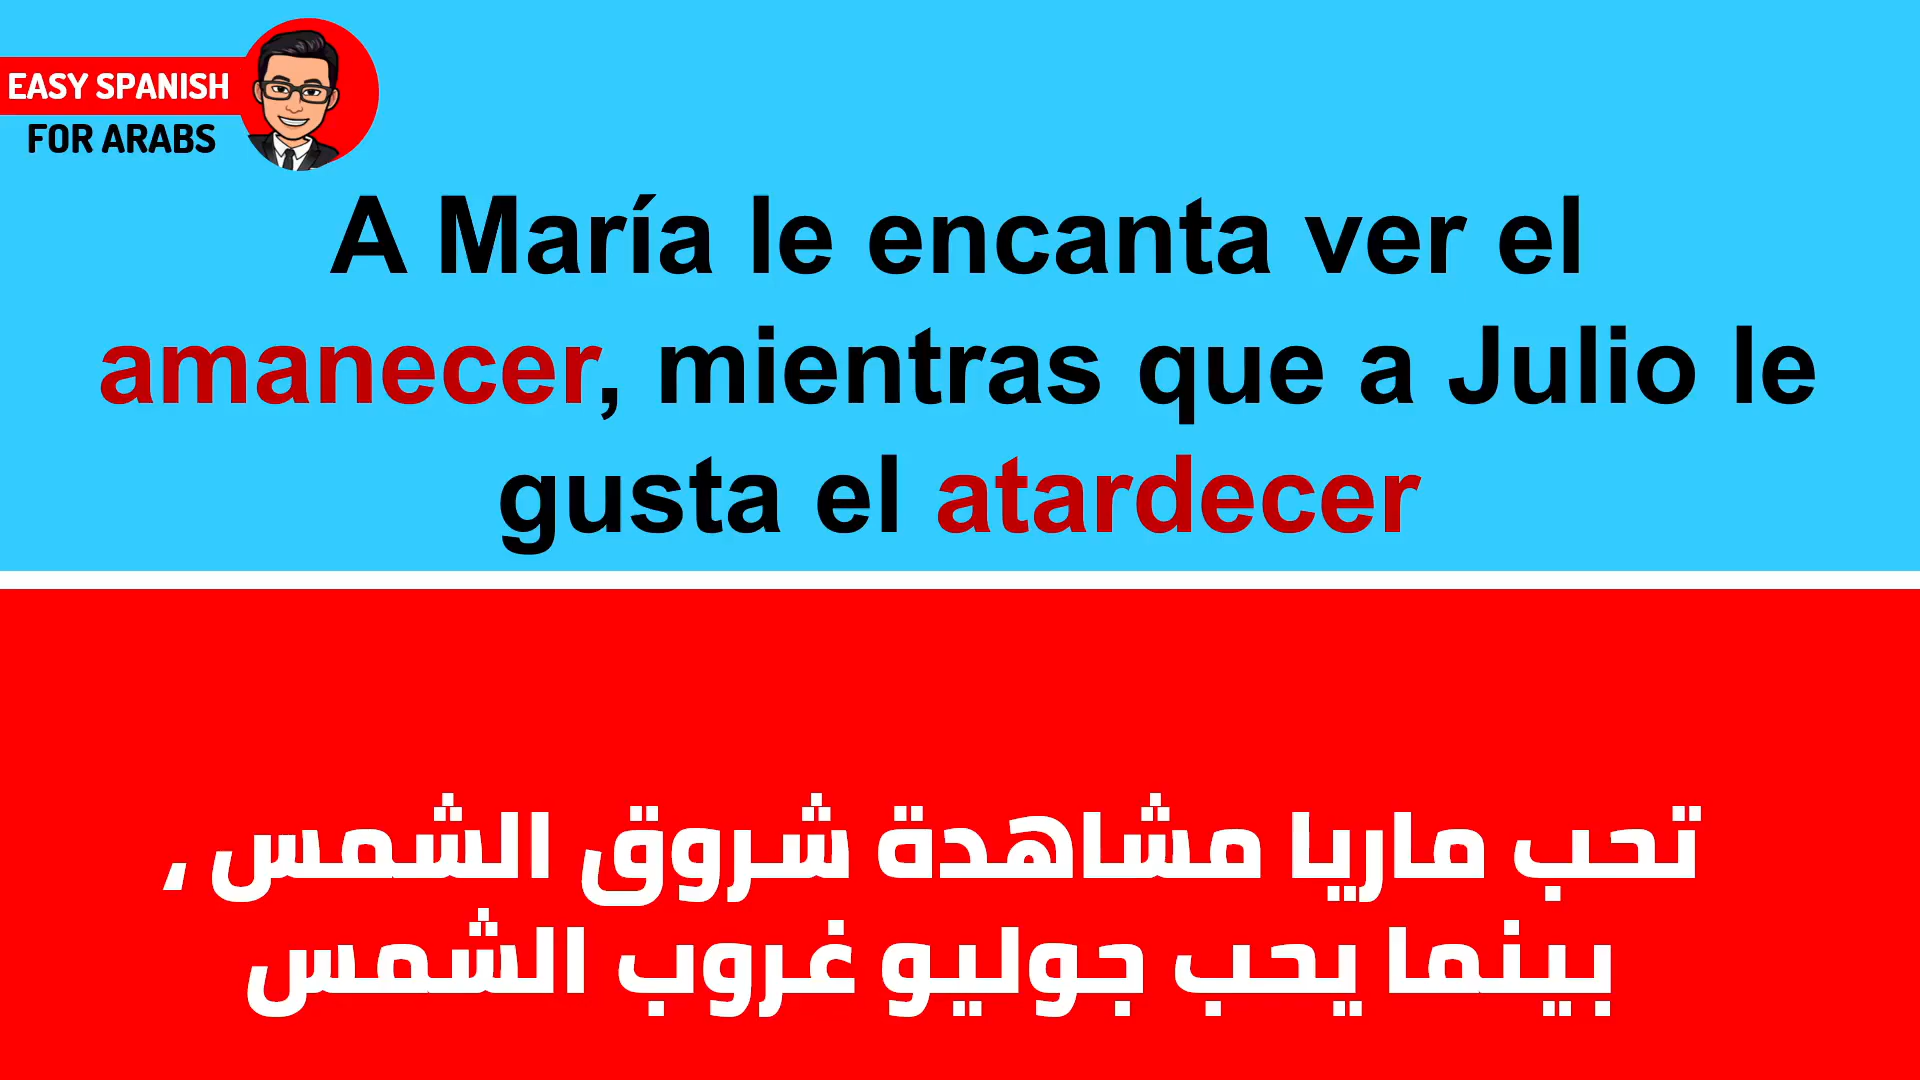 EASY SPANISH
FOR ARABS
A María le encanta ver el
amanecer, mientras que a Julio le
gusta el atardecer
تحب ماريا مشاهدة شروق الشمس ،
بينما يحب جوليو غروب الشمس